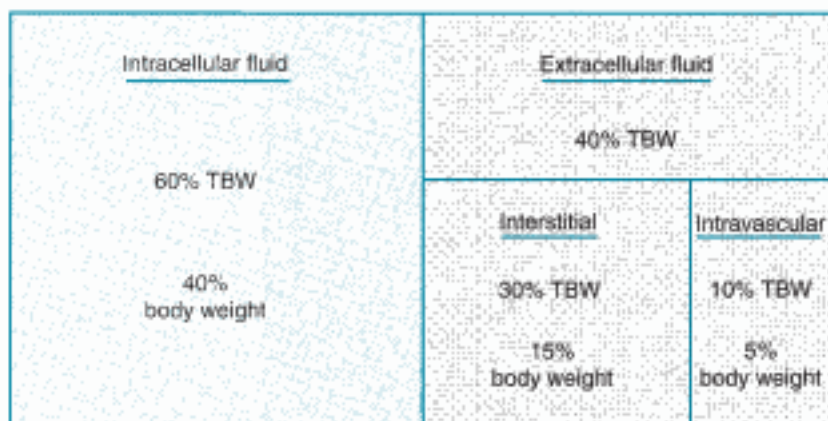 Intracellular fluid
60% TBW
40%
body weight
Extracellular fluid
40% TBW
Interstitial
30% TBW
15%
body weight
Intravascular
10% TBW
5%
body weight